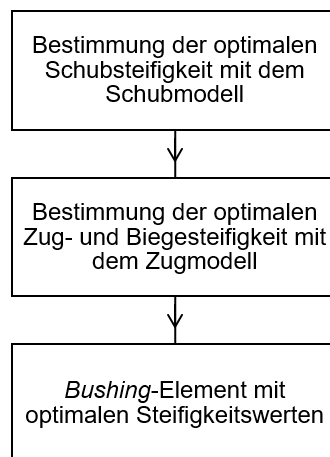 Bestimmung der optimalen
Schubsteifigkeit mit dem
Schubmodell
Bestimmung der optimalen
Zug- und Biegesteifigkeit mit
dem Zugmodell
Bushing-Element mit
optimalen Steifigkeitswerten